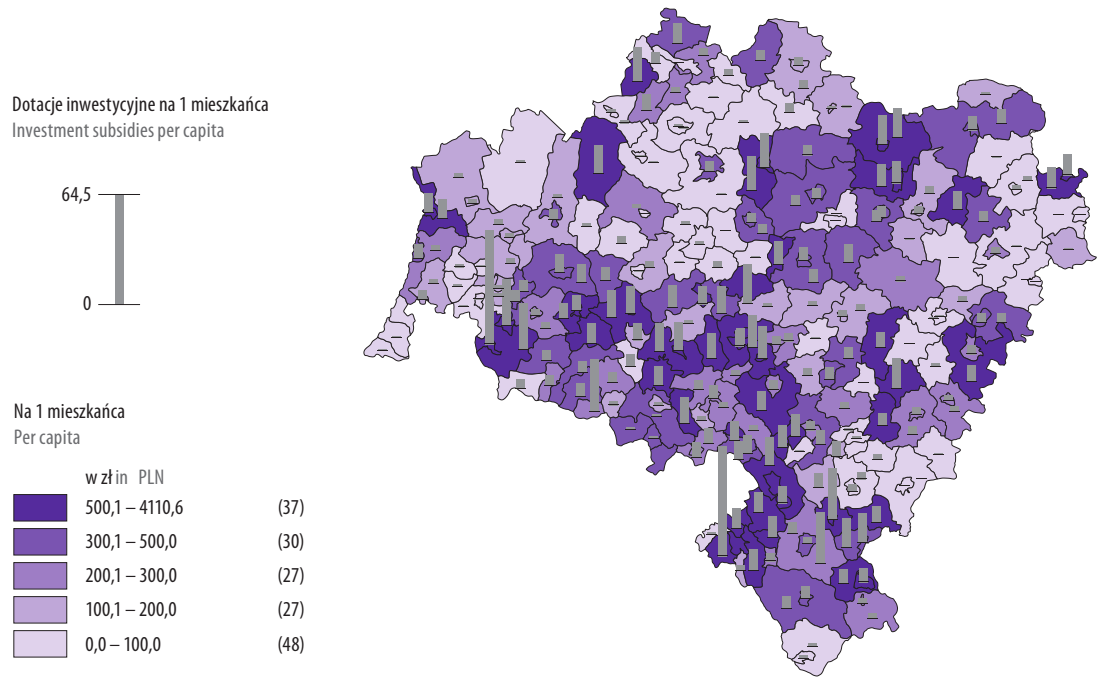 Dotacje inwestycyjne na 1 mieszkańca
Investment subsidies per capita
64,5
0
Na 1 mieszkańca
Per capita
w zł in PLN
500,1 – 4110,6 (37)
300,1 – 500,0 (30)
200,1 – 300,0 (27)
100,1 – 200,0 (27)
0,0 – 100,0 (48)